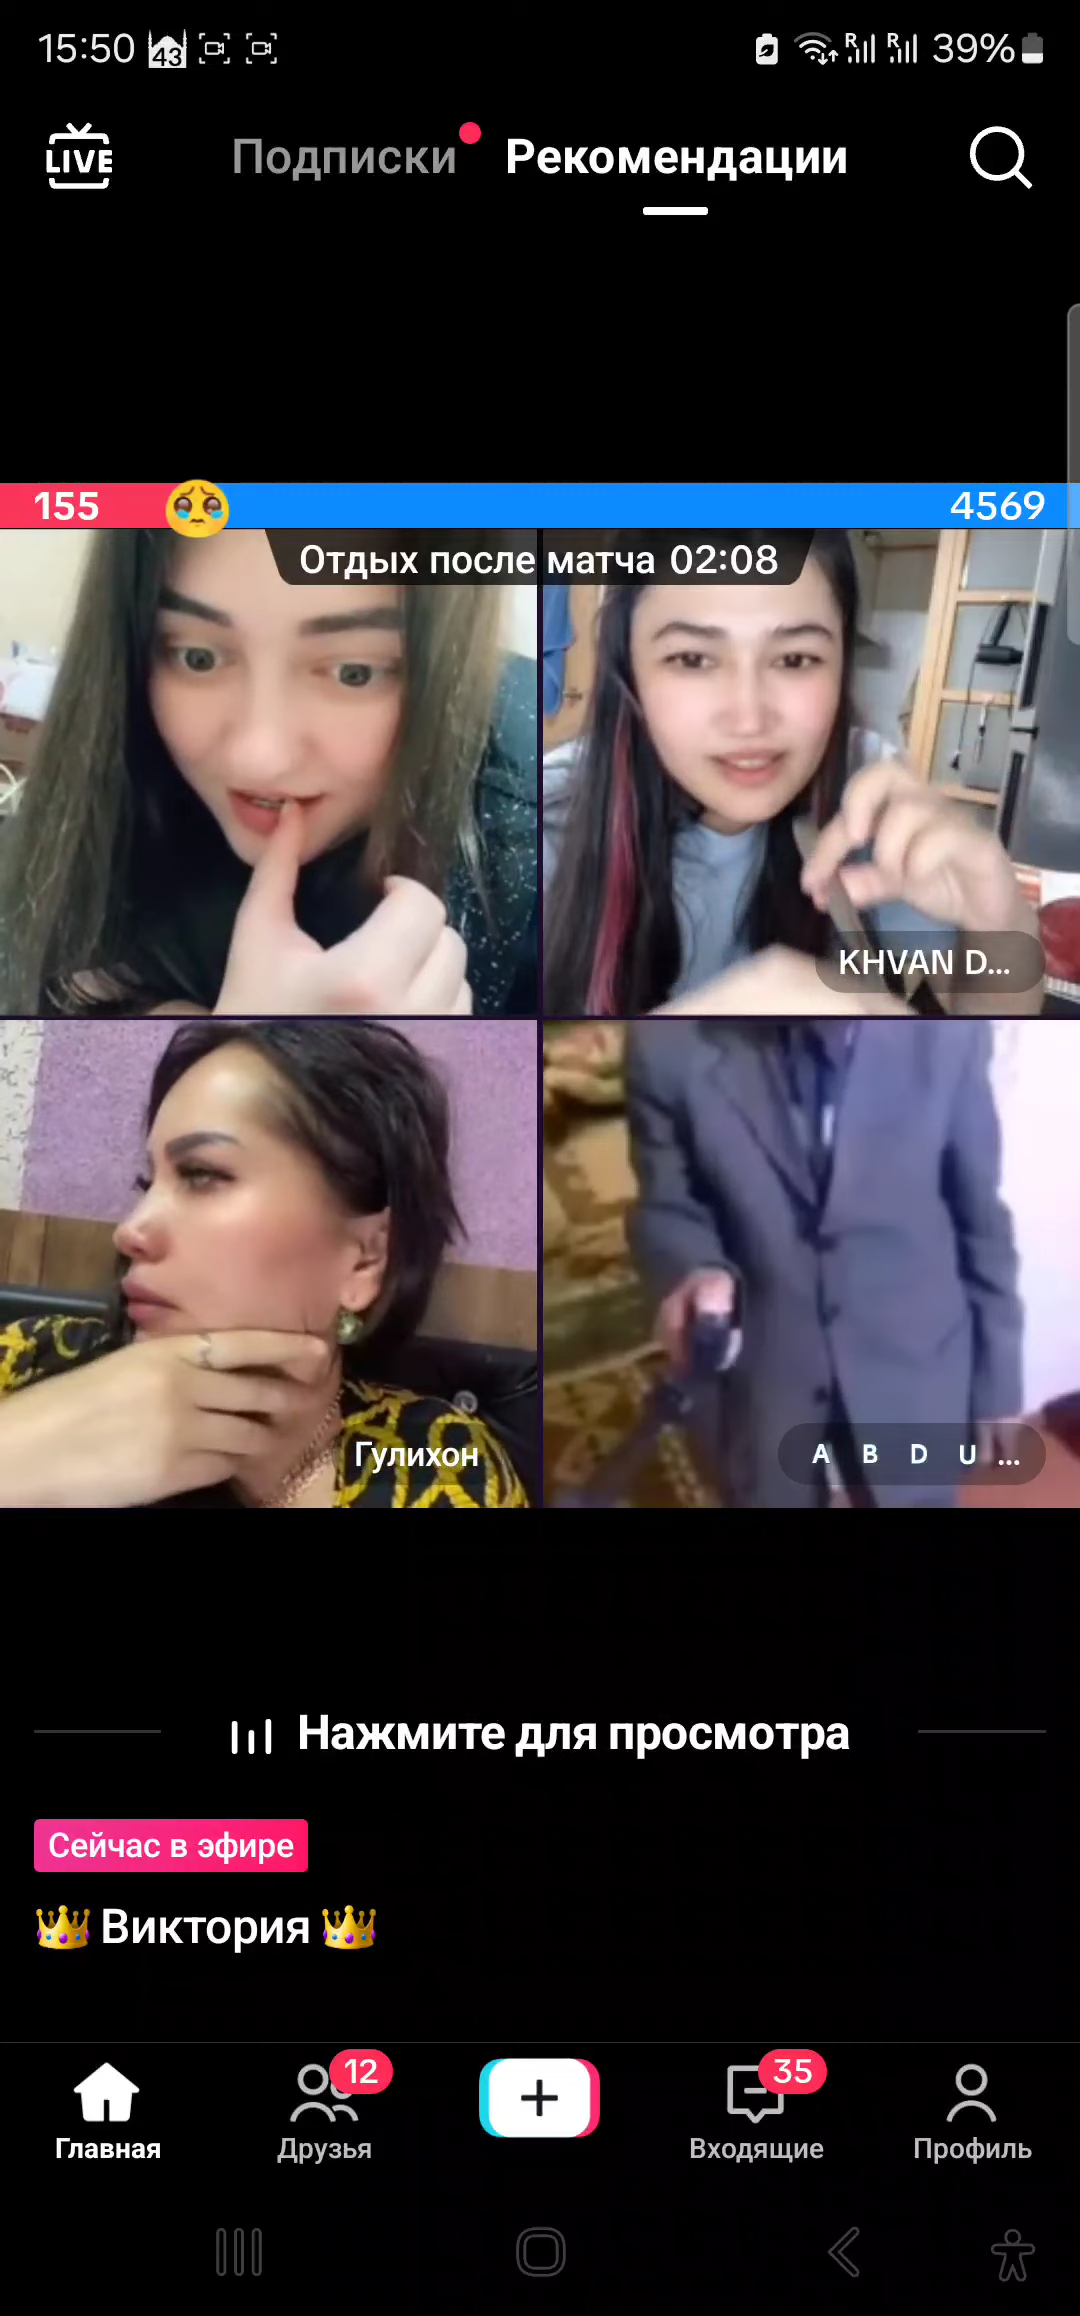 15:50 43 39%
LIVE Подписки Рекомендации
155 4569
Отдых после матча 02:08
KHVAN D...
Гулихон
A B D U ...
Нажмите для просмотра
Сейчас в эфире
👑 Виктория 👑
12 35
Главная Друзья Входящие Профиль